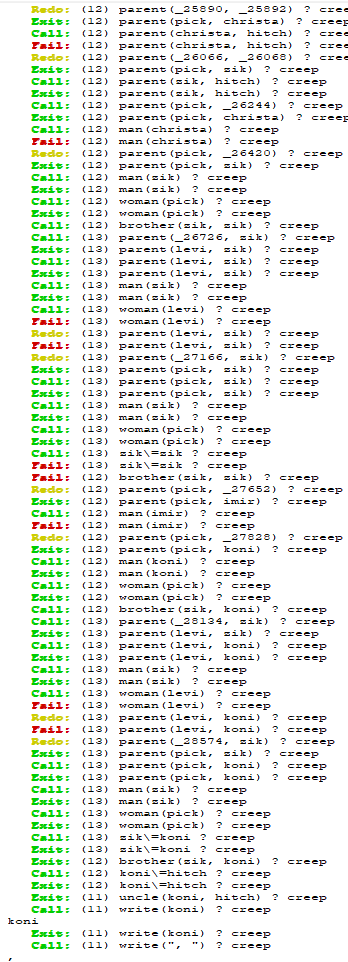 Redo: (12) parent(_25890, _25892) ? creep
Exit: (12) parent(pick, christa) ? creep
Call: (12) parent(christa, hitch) ? creep
Fail: (12) parent(christa, hitch) ? creep
Redo: (12) parent(_26066, _26068) ? creep
Exit: (12) parent(pick, zik) ? creep
Call: (12) parent(zik, hitch) ? creep
Exit: (12) parent(zik, hitch) ? creep
Call: (12) parent(pick, _26244) ? creep
Exit: (12) parent(pick, christa) ? creep
Call: (12) man(christa) ? creep
Fail: (12) man(christa) ? creep
Redo: (12) parent(pick, _26420) ? creep
Exit: (12) parent(pick, zik) ? creep
Call: (12) man(zik) ? creep
Exit: (12) man(zik) ? creep
Call: (12) woman(pick) ? creep
Exit: (12) woman(pick) ? creep
Call: (12) brother(zik, zik) ? creep
Call: (13) parent(_26726, zik) ? creep
Exit: (13) parent(levi, zik) ? creep
Call: (13) parent(levi, zik) ? creep
Exit: (13) parent(levi, zik) ? creep
Call: (13) man(zik) ? creep
Exit: (13) man(zik) ? creep
Call: (13) woman(levi) ? creep
Fail: (13) woman(levi) ? creep
Redo: (13) parent(levi, zik) ? creep
Fail: (13) parent(levi, zik) ? creep
Redo: (13) parent(_27166, zik) ? creep
Exit: (13) parent(pick, zik) ? creep
Call: (13) parent(pick, zik) ? creep
Exit: (13) parent(pick, zik) ? creep
Call: (13) man(zik) ? creep
Exit: (13) man(zik) ? creep
Call: (13) woman(pick) ? creep
Exit: (13) woman(pick) ? creep
Call: (13) zik\=zik ? creep
Fail: (13) zik\=zik ? creep
Fail: (12) brother(zik, zik) ? creep
Redo: (12) parent(pick, _27652) ? creep
Exit: (12) parent(pick, imir) ? creep
Call: (12) man(imir) ? creep
Fail: (12) man(imir) ? creep
Redo: (12) parent(pick, _27828) ? creep
Exit: (12) parent(pick, koni) ? creep
Call: (12) man(koni) ? creep
Exit: (12) man(koni) ? creep
Call: (12) woman(pick) ? creep
Exit: (12) woman(pick) ? creep
Call: (12) brother(zik, koni) ? creep
Call: (13) parent(_28134, zik) ? creep
Exit: (13) parent(levi, zik) ? creep
Call: (13) parent(levi, koni) ? creep
Exit: (13) parent(levi, koni) ? creep
Call: (13) man(zik) ? creep
Exit: (13) man(zik) ? creep
Call: (13) woman(levi) ? creep
Fail: (13) woman(levi) ? creep
Redo: (13) parent(levi, koni) ? creep
Fail: (13) parent(levi, koni) ? creep
Redo: (13) parent(_28574, zik) ? creep
Exit: (13) parent(pick, zik) ? creep
Call: (13) parent(pick, koni) ? creep
Exit: (13) parent(pick, koni) ? creep
Call: (13) man(zik) ? creep
Exit: (13) man(zik) ? creep
Call: (13) woman(pick) ? creep
Exit: (13) woman(pick) ? creep
Call: (13) zik\=koni ? creep
Exit: (13) zik\=koni ? creep
Exit: (12) brother(zik, koni) ? creep
Call: (12) koni\=hitch ? creep
Exit: (12) koni\=hitch ? creep
Exit: (11) uncle(koni, hitch) ? creep
Call: (11) write(koni) ? creep
koni
Exit: (11) write(koni) ? creep
Call: (11) write(", ") ? creep